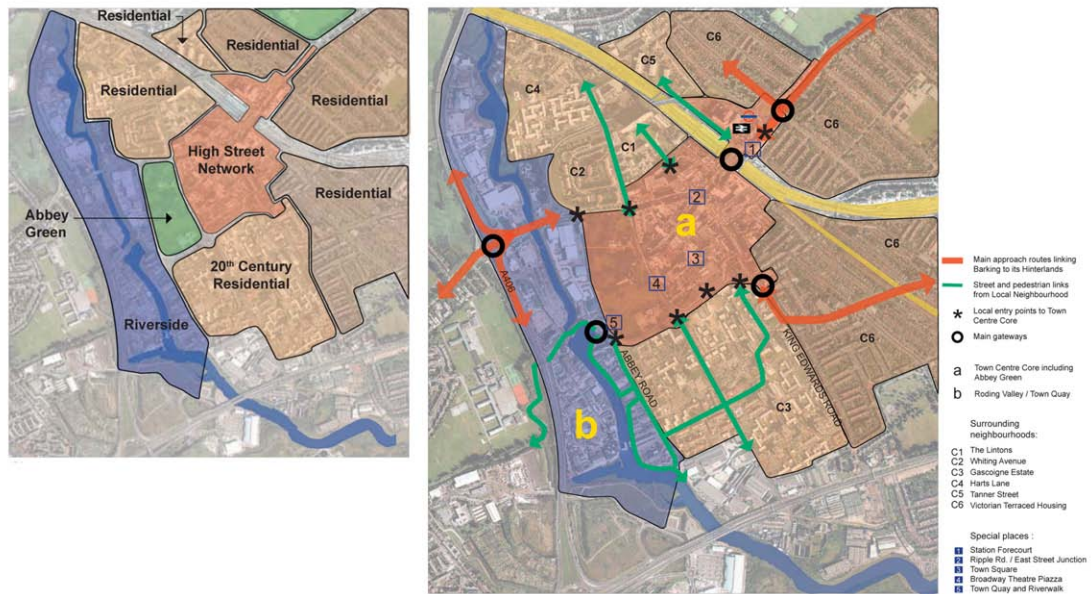 Residential
Residential
Residential
Residential
High Street
Network
Residential
Abbey
Green
20th Century
Residential
Riverside
C6
C5
C4
C6
C1
C2
1
2
a
3
C6
4
A406
5
ABBEY ROAD
KING EDWARDS ROAD
C6
C3
b
Main approach routes linking
Barking to its Hinterlands
Street and pedestrian links
from Local Neighbourhood
Local entry points to Town
Centre Core
Main gateways
a Town Centre Core including
Abbey Green
b Roding Valley / Town Quay
Surrounding
neighbourhoods:
C1 The Lintons
C2 Whiting Avenue
C3 Gascoigne Estate
C4 Harts Lane
C5 Tanner Street
C6 Victorian Terraced Housing
Special places :
1 Station Forecourt
2 Ripple Rd. / East Street Junction
3 Town Square
4 Broadway Theatre Piazza
5 Town Quay and Riverwalk